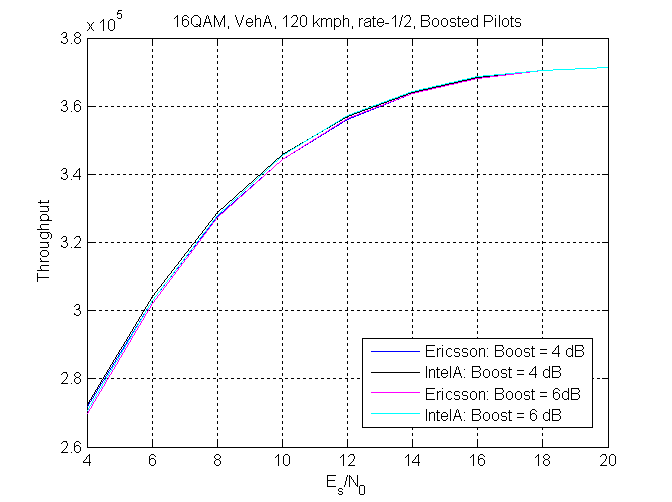 16QAM, VehA, 120 kmph, rate-1/2, Boosted Pilots
x 10^5
3.8
3.6
3.4
3.2
3
2.8
2.6
Throughput
4 6 8 10 12 14 16 18 20
E_s/N_0
Ericsson: Boost = 4 dB
IntelA: Boost = 4 dB
Ericsson: Boost = 6dB
IntelA: Boost = 6 dB